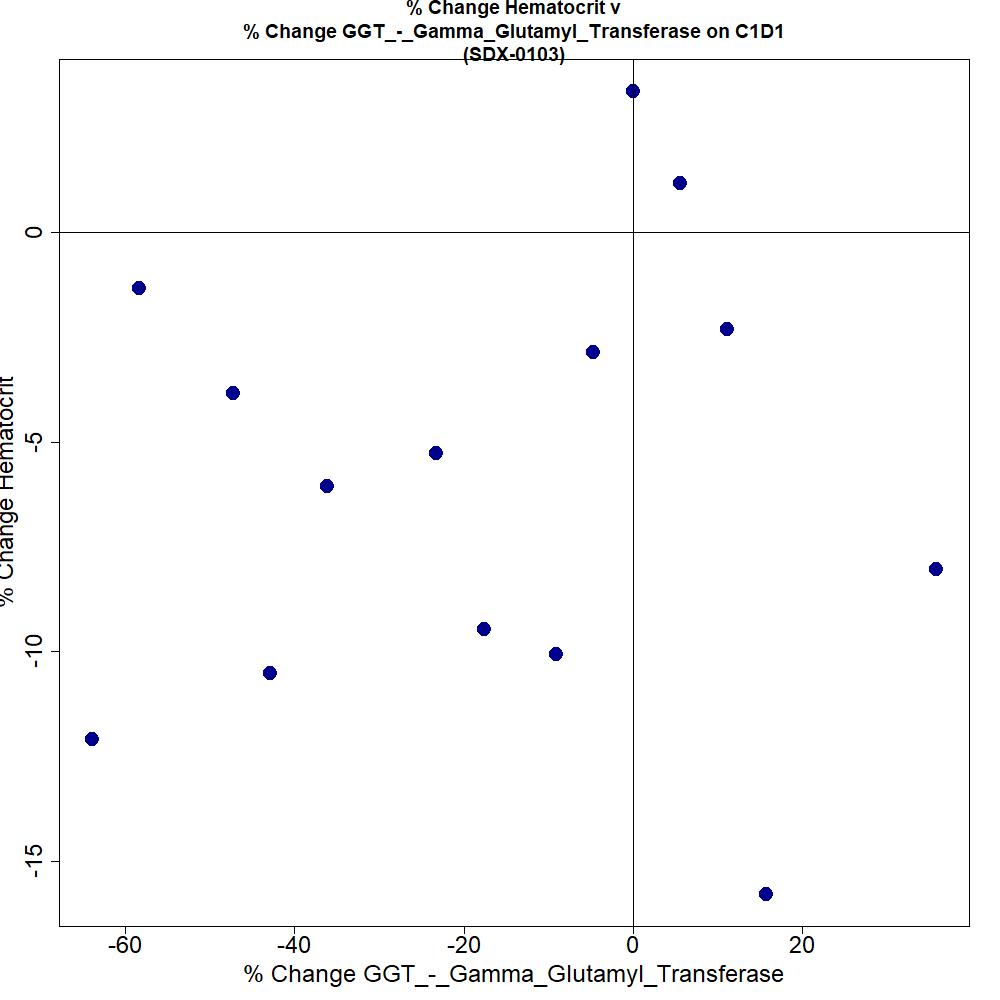 % Change Hematocrit v
% Change GGT_-_Gamma_Glutamyl_Transferase on C1D1
(SDX-0103)
0
-5
-10
-15
% Change Hematocrit
-60
-40
-20
0
20
% Change GGT_-_Gamma_Glutamyl_Transferase